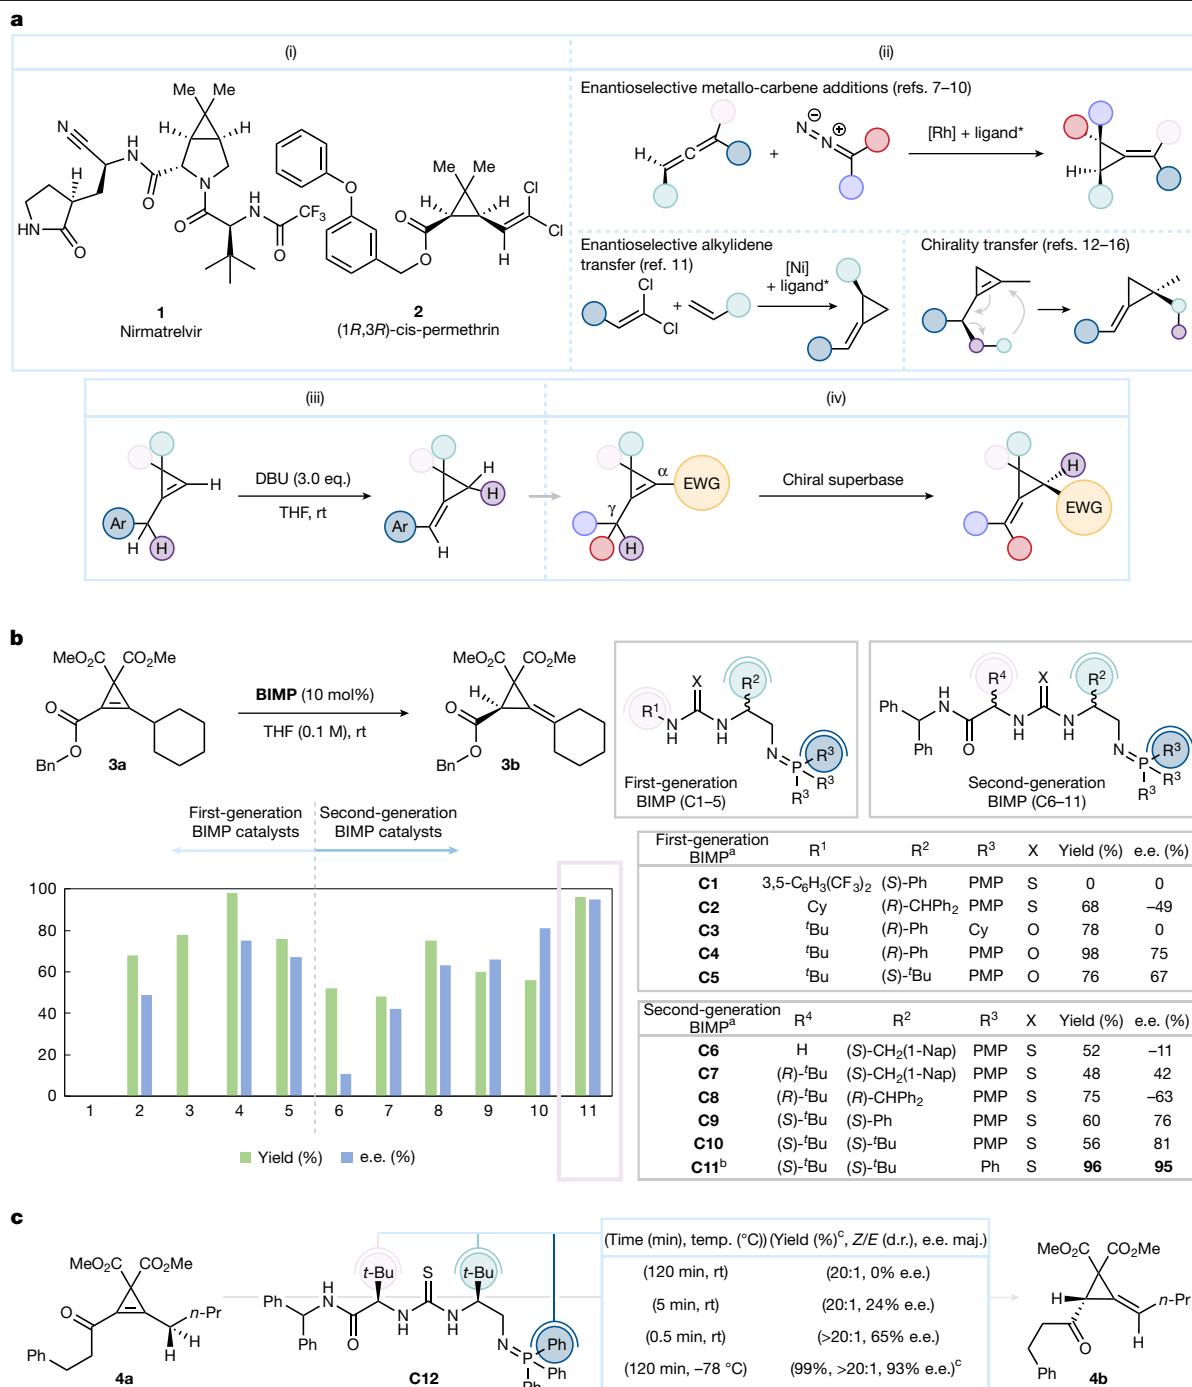 a
(i)
(ii)
Enantioselective metallo-carbene additions (refs. 7–10)
Me Me
N
H H
H
N
H
O
N
NH
O
O
H
N
CF₃
O
1
Nirmatrelvir
O
O
O
Me Me
H H
Cl
Cl
H
2
(1R,3R)-cis-permethrin
H
+
N
N
⊖
⊕
[Rh] + ligand*
H
Enantioselective alkylidene
transfer (ref. 11)
Cl
Cl
+
[Ni]
+ ligand*
Chirality transfer (refs. 12–16)
(iii)
(iv)
H
Ar
H H
DBU (3.0 eq.)
THF, rt
H
H
Ar
H
α
EWG
γ
H
Chiral superbase
H
EWG
b
MeO₂C CO₂Me
O
O
Bn
3a
BIMP (10 mol%)
THF (0.1 M), rt
MeO₂C CO₂Me
H
O
O
Bn
3b
R¹
N
H
X
N
H
R²
N
P
R³
R³
R³
First-generation
BIMP (C1–5)
Ph
Ph
H
N
O
R⁴
N
H
X
N
H
R²
N
P
R³
R³
R³
Second-generation
BIMP (C6–11)
First-generation
BIMP catalysts
Second-generation
BIMP catalysts
100
80
60
40
20
0
1 2 3 4 5 6 7 8 9 10 11
Yield (%) e.e. (%)
First-generation
BIMPᵃ R¹ R² R³ X Yield (%) e.e. (%)
C1 3,5-C₆H₃(CF₃)₂ (S)-Ph PMP S 0 0
C2 Cy (R)-CHPh₂ PMP S 68 –49
C3 ᵗBu (R)-Ph Cy O 78 0
C4 ᵗBu (R)-Ph PMP O 98 75
C5 ᵗBu (S)-ᵗBu PMP O 76 67
Second-generation
BIMPᵃ R⁴ R² R³ X Yield (%) e.e. (%)
C6 H (S)-CH₂(1-Nap) PMP S 52 –11
C7 (R)-ᵗBu (S)-CH₂(1-Nap) PMP S 48 42
C8 (R)-ᵗBu (R)-CHPh₂ PMP S 75 –63
C9 (S)-ᵗBu (S)-Ph PMP S 60 76
C10 (S)-ᵗBu (S)-ᵗBu PMP S 56 81
C11ᵇ (S)-ᵗBu (S)-ᵗBu Ph S 96 95
c
MeO₂C CO₂Me
O
n-Pr
H H
Ph
4a
Ph
Ph
H
N
O
t-Bu
N
H
S
N
H
t-Bu
N
P
Ph
Ph
Ph
C12
(Time (min), temp. (°C)) (Yield (%)ᶜ, Z/E (d.r.), e.e. maj.)
(120 min, rt) (20:1, 0% e.e.)
(5 min, rt) (20:1, 24% e.e.)
(0.5 min, rt) (>20:1, 65% e.e.)
(120 min, –78 °C) (99%, >20:1, 93% e.e.)ᶜ
MeO₂C CO₂Me
H
n-Pr
O
H
Ph
4b